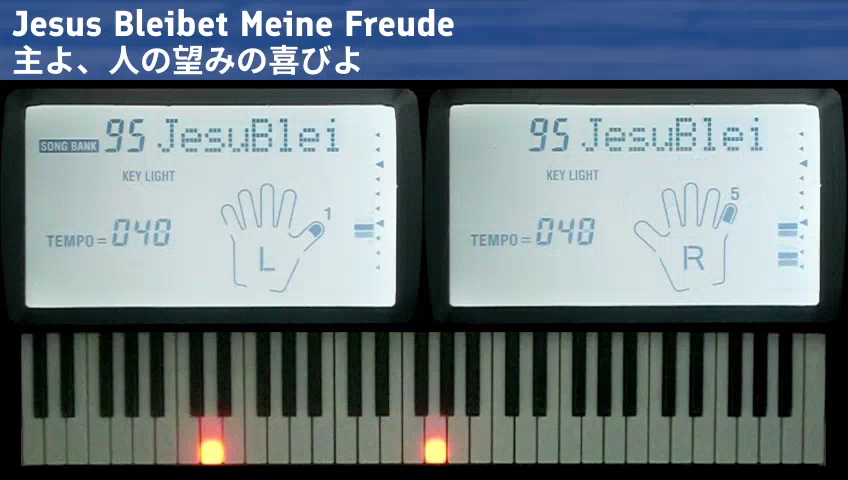 Jesus Bleibet Meine Freude
主よ、人の望みの喜びよ
SONG BANK 95 JesuBlei
KEY LIGHT
1
TEMPO = 040
L
95 JesuBlei
KEY LIGHT
5
TEMPO = 040
R